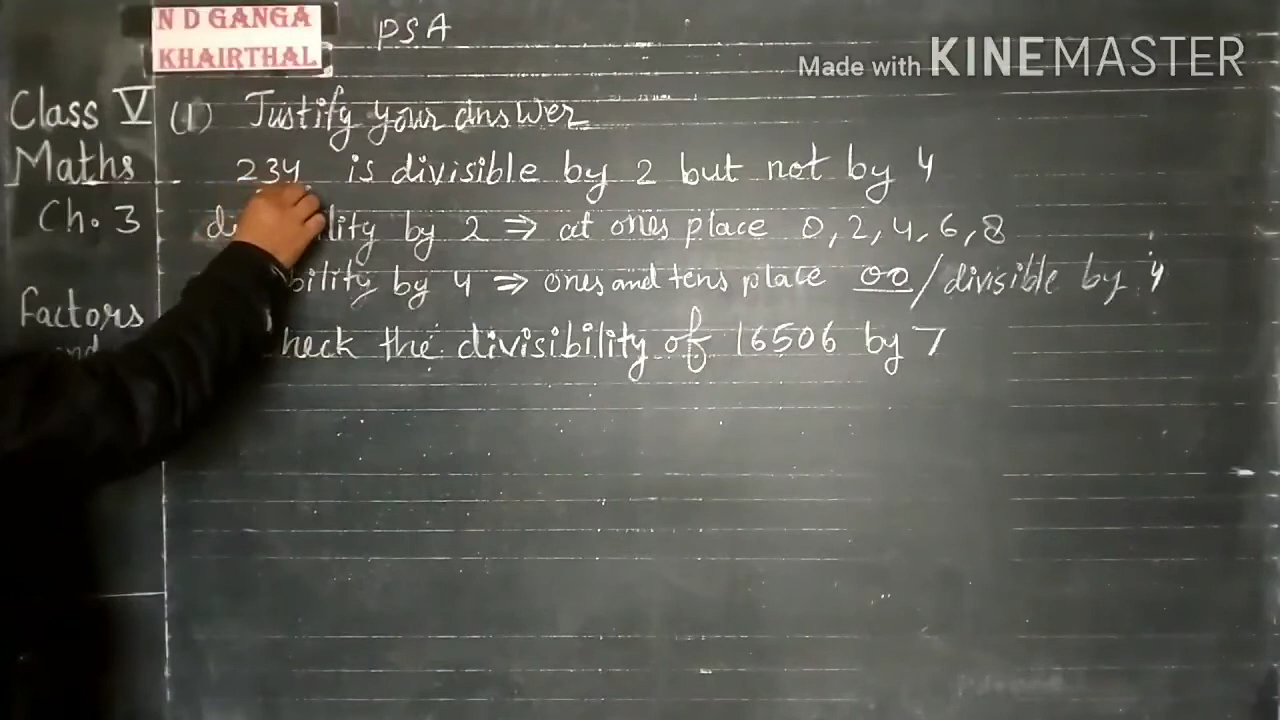 N D GANGA
KHAIRTHAL
PSA
Made with KINEMASTER
Class V
Maths
Ch. 3
Factors
(1) Justify your answer
234 is divisible by 2 but not by 4
lity by 2 ⇒ at ones place 0, 2, 4, 6, 8
bility by 4 ⇒ ones and tens place 00/divisible by 4
heck the divisibility of 16506 by 7